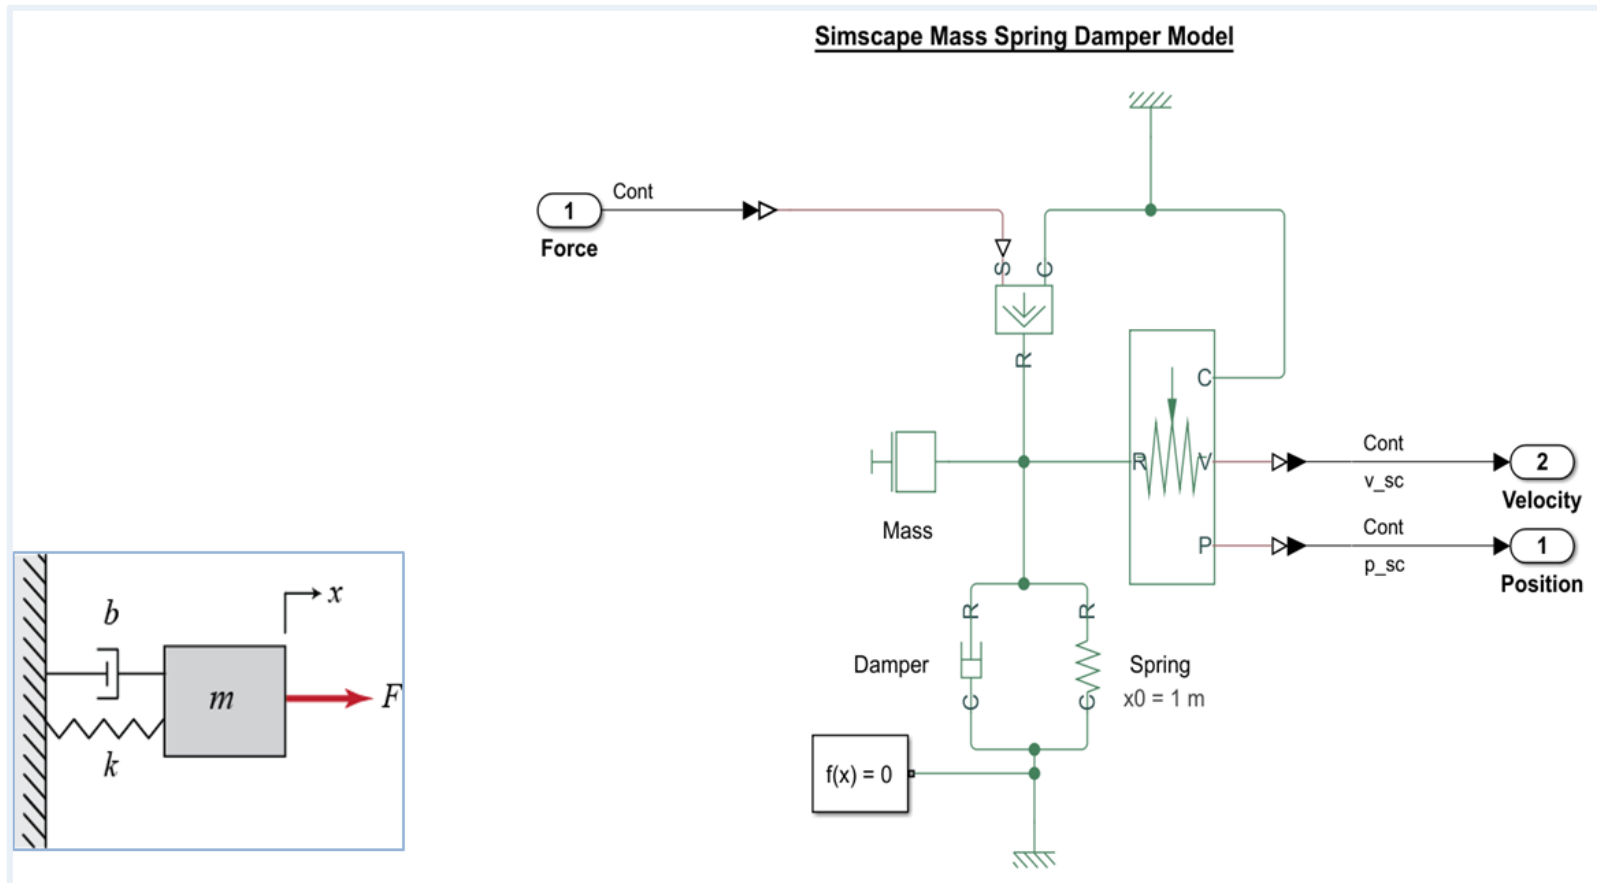 Simscape Mass Spring Damper Model
1
Cont
Force
S
C
R
C
R
V
P
Cont
v_sc
2
Velocity
Cont
p_sc
1
Position
Mass
R
R
Damper
Spring
x0 = 1 m
C
C
f(x) = 0
x
b
m
F
k